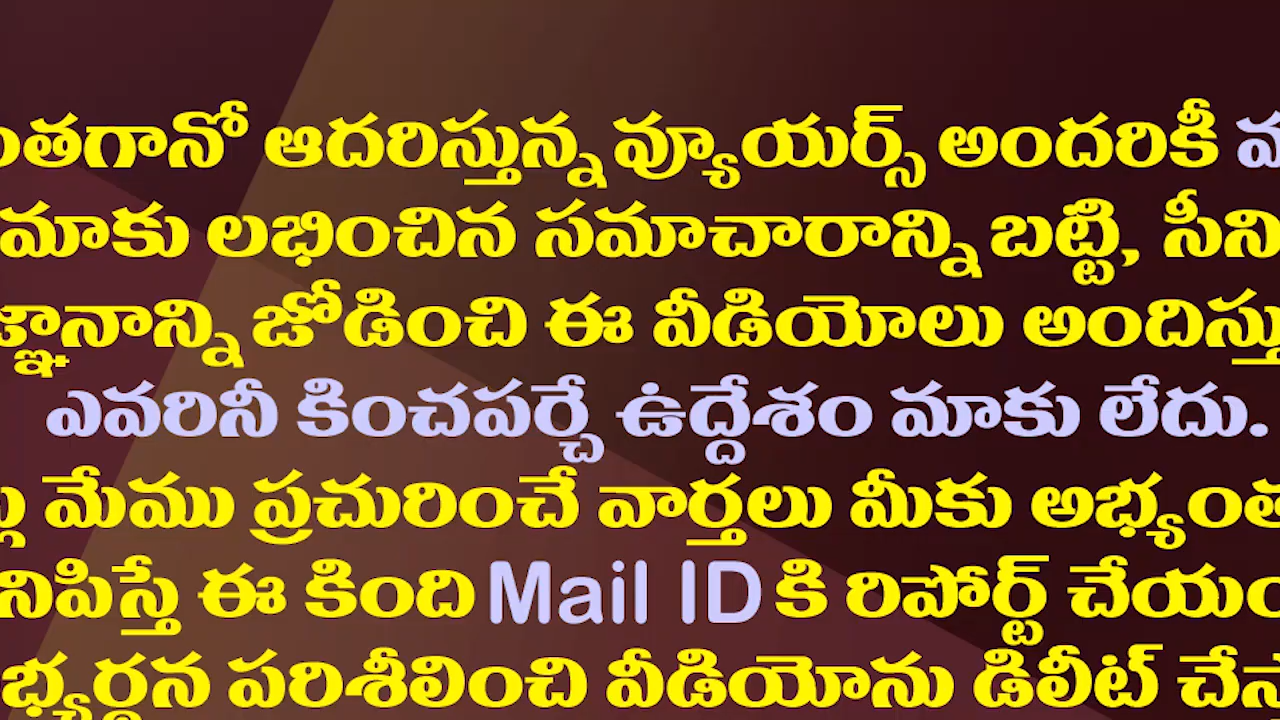 ఆదరిస్తున్న వ్యూయర్స్ అందరికీ
మాకు లభించిన సమాచారాన్ని బట్టి,
జోడించి ఈ వీడియోలు
ఎవరినీ కించపర్చే ఉద్దేశం మాకు లేదు.
మేము ప్రచురించే వార్తలు మీకు
ఈ కింది Mail ID కి రిపోర్ట్
పరిశీలించి వీడియోను డిలీట్